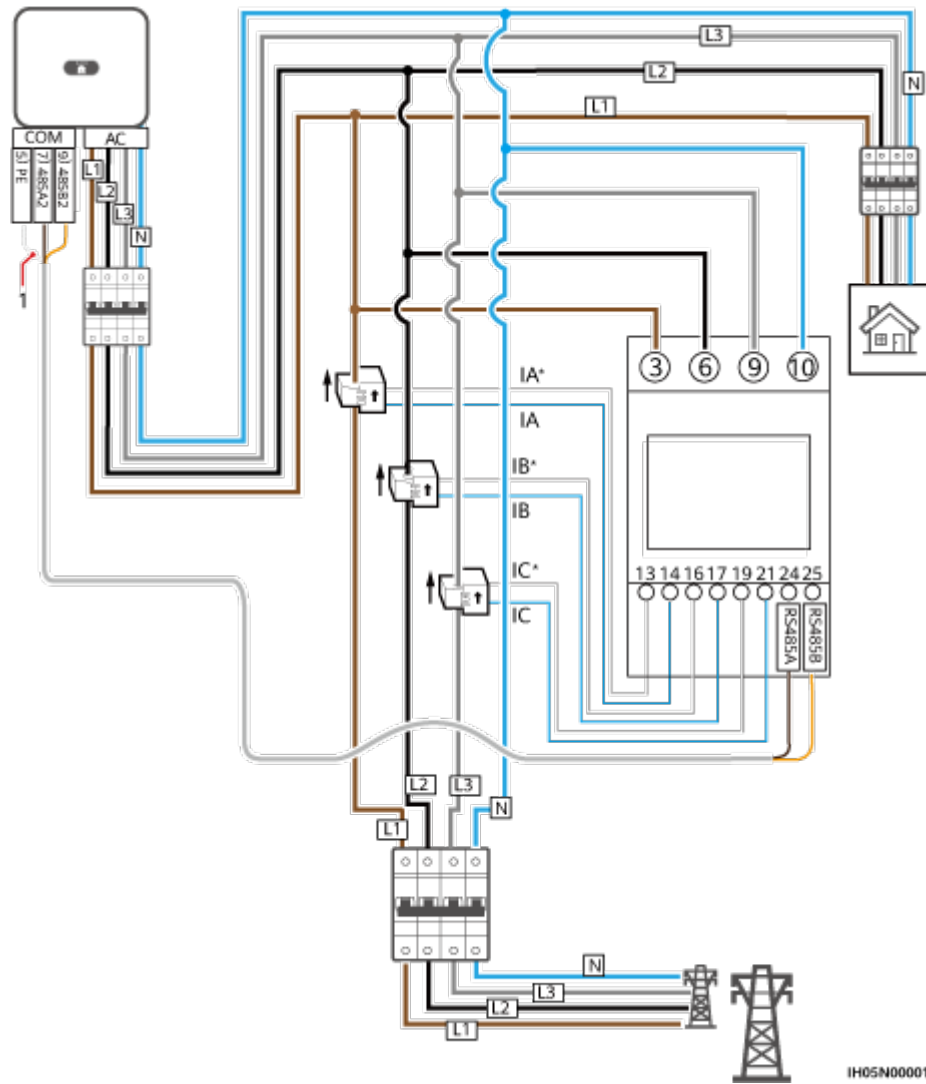 L3
L2
N
L1
COM
AC
5) PE
7) 485A2
9) 485B2
L1
L2
L3
N
1
3
6
9
10
IA*
IA
IB*
IB
IC*
IC
13 14 16 17 19 21 24 25
RS485A
RS485B
L2
L3
N
L1
N
L3
L2
L1
IH05N00001